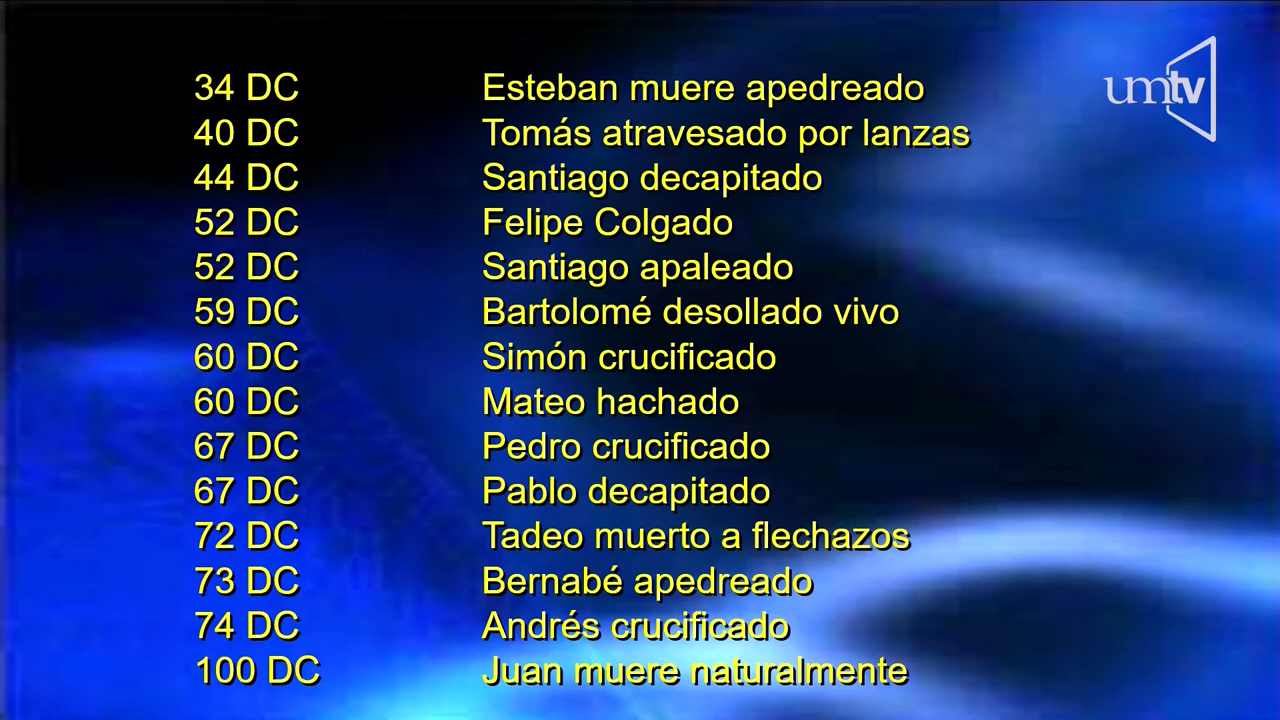 umtv
34 DC Esteban muere apedreado
40 DC Tomás atravesado por lanzas
44 DC Santiago decapitado
52 DC Felipe Colgado
52 DC Santiago apaleado
59 DC Bartolomé desollado vivo
60 DC Simón crucificado
60 DC Mateo hachado
67 DC Pedro crucificado
67 DC Pablo decapitado
72 DC Tadeo muerto a flechazos
73 DC Bernabé apedreado
74 DC Andrés crucificado
100 DC Juan muere naturalmente